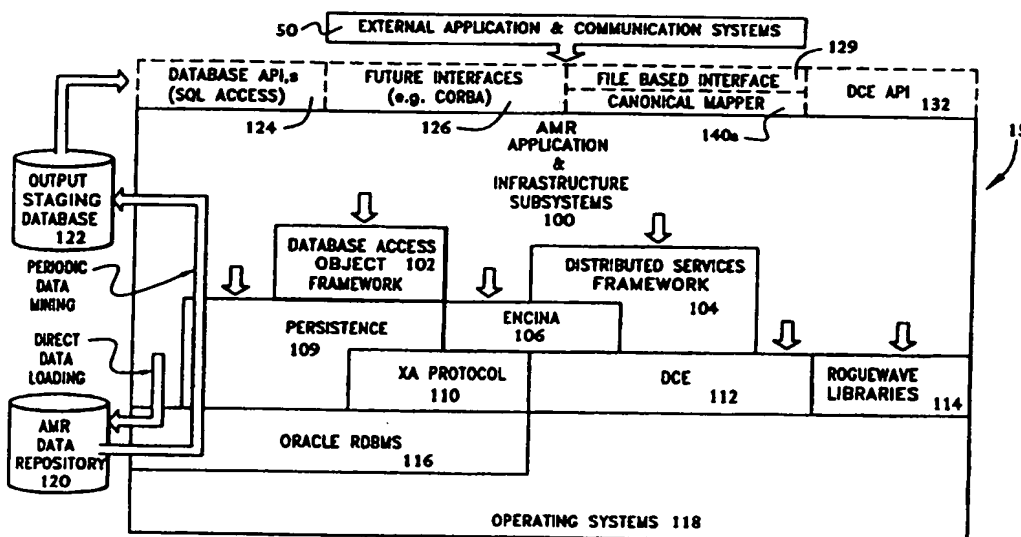 50
EXTERNAL APPLICATION & COMMUNICATION SYSTEMS
DATABASE API,s
(SQL ACCESS)
124
FUTURE INTERFACES
(e.g. CORBA)
126
FILE BASED INTERFACE
129
CANONICAL MAPPER
140a
DCE API
132
AMR
APPLICATION
&
INFRASTRUCTURE
SUBSYSTEMS
100
OUTPUT
STAGING
DATABASE
122
PERIODIC
DATA
MINING
DIRECT
DATA
LOADING
AMR
DATA
REPOSITORY
120
DATABASE ACCESS
OBJECT 102
FRAMEWORK
DISTRIBUTED SERVICES
FRAMEWORK
104
PERSISTENCE
109
ENCINA
106
XA PROTOCOL
110
DCE
112
ROGUEWAVE
LIBRARIES
114
ORACLE RDBMS
116
OPERATING SYSTEMS 118